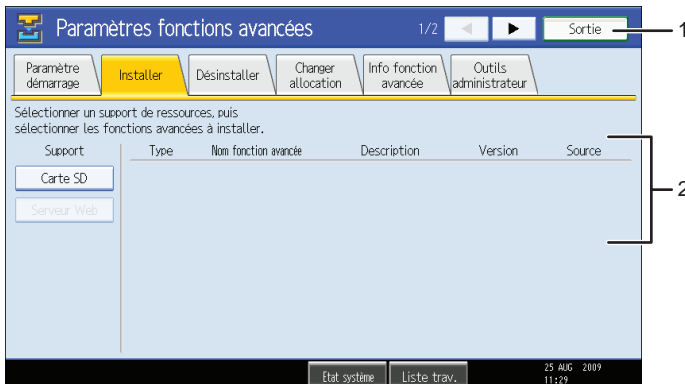 Paramètres fonctions avancées 1/2 Sortie 1
Paramètre démarrage
Installer
Désinstaller
Changer allocation
Info fonction avancée
Outils administrateur
Sélectionner un support de ressources, puis
sélectionner les fonctions avancées à installer.
Support Type Nom fonction avancée Description Version Source
Carte SD
2
Serveur Web
Etat système Liste trav. 25 AUG 2009
11:29